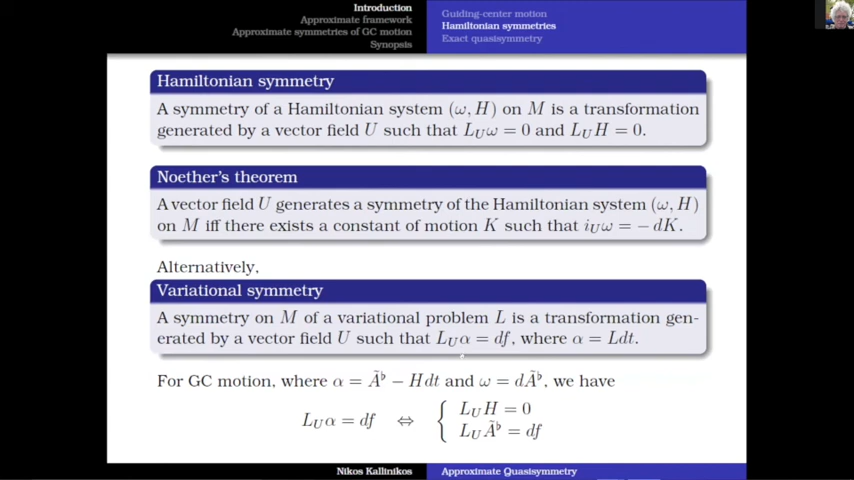 Introduction
Approximate framework
Approximate symmetries of GC motion
Synopsis
Guiding-center motion
Hamiltonian symmetries
Exact quasisymmetry
Hamiltonian symmetry
A symmetry of a Hamiltonian system (ω, H) on M is a transformation
generated by a vector field U such that L_U ω = 0 and L_U H = 0.
Noether's theorem
A vector field U generates a symmetry of the Hamiltonian system (ω, H)
on M iff there exists a constant of motion K such that i_U ω = −dK.
Alternatively,
Variational symmetry
A symmetry on M of a variational problem L is a transformation gen-
erated by a vector field U such that L_U α = df, where α = Ldt.
For GC motion, where α = Ã^♭ − Hdt and ω = dÃ^♭, we have
L_U α = df ⇔ { L_U H = 0
L_U Ã^♭ = df
Nikos Kallinikos
Approximate Quasisymmetry